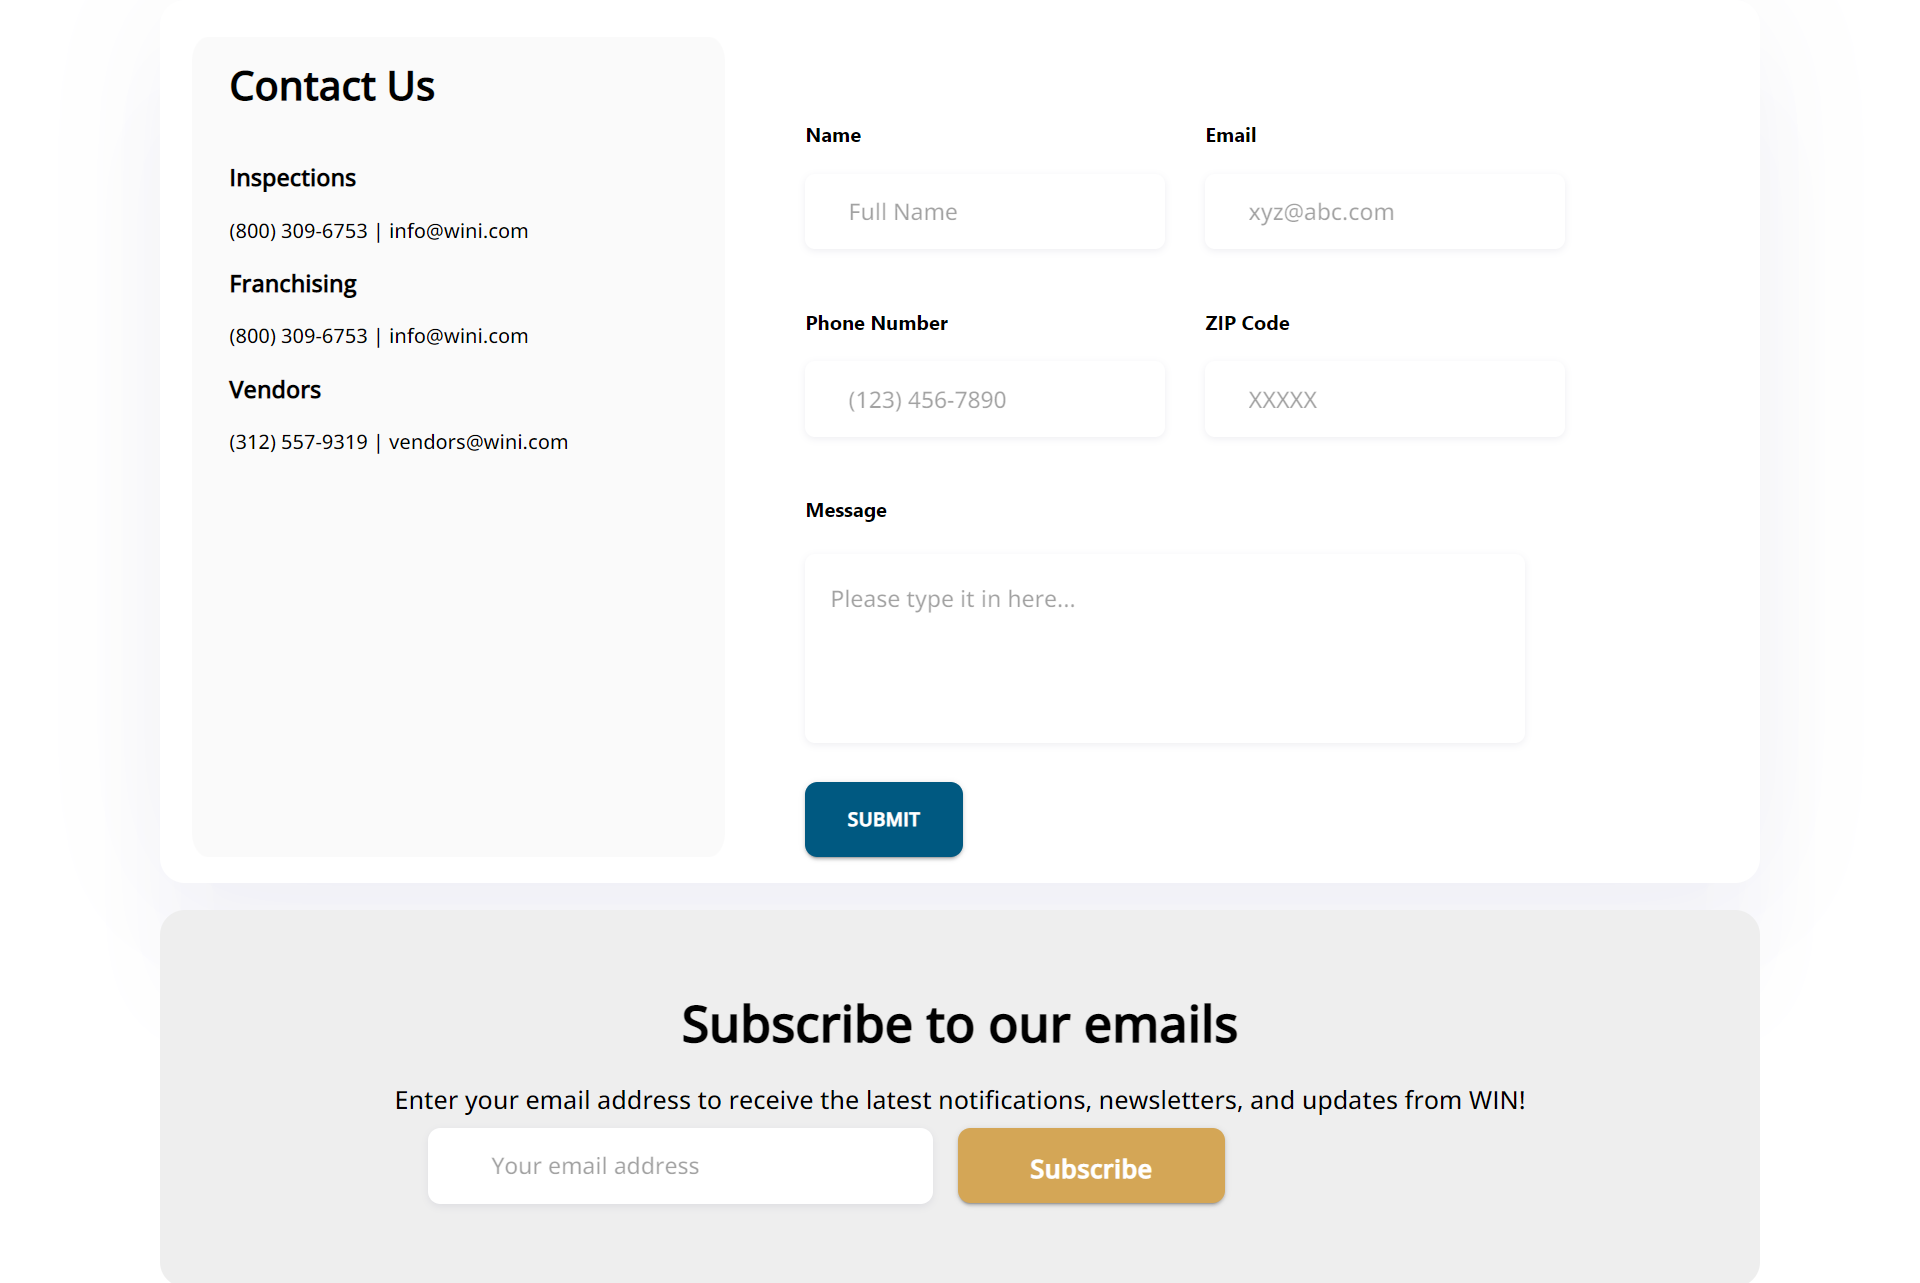 Contact Us
Inspections
(800) 309-6753 | info@wini.com
Franchising
(800) 309-6753 | info@wini.com
Vendors
(312) 557-9319 | vendors@wini.com
Name
Email
Full Name
xyz@abc.com
Phone Number
ZIP Code
(123) 456-7890
XXXXX
Message
Please type it in here...
SUBMIT
Subscribe to our emails
Enter your email address to receive the latest notifications, newsletters, and updates from WIN!
Your email address
Subscribe